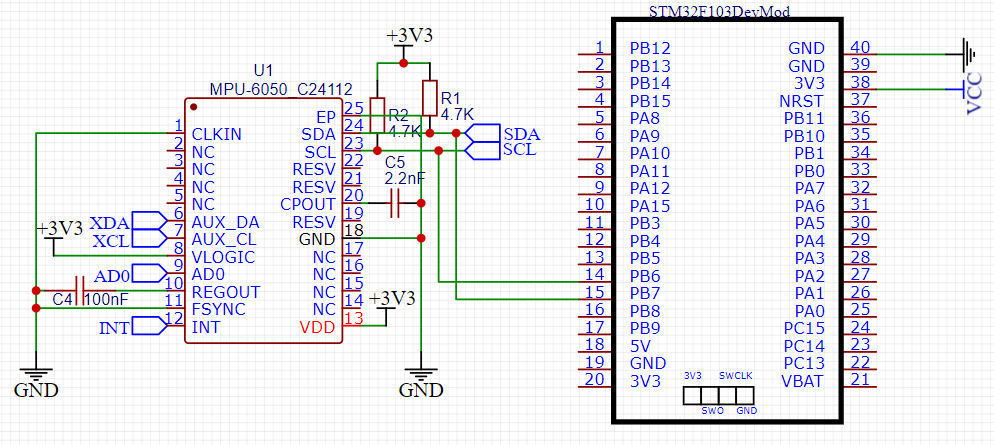 STM32F103DevMod
+3V3
U1
MPU-6050_C24112
R1
4.7K
R2
4.7K
EP 25
SDA 24
SCL 23
RESV 22
RESV 21
CPOUT 20
RESV 19
GND 18
NC 17
NC 16
NC 15
NC 14
VDD 13
1 CLKIN
2 NC
3 NC
4 NC
5 NC
6 AUX_DA
7 AUX_CL
8 VLOGIC
9 AD0
10 REGOUT
11 FSYNC
12 INT
XDA
XCL
+3V3
AD0
C4 100nF
INT
GND
SDA
SCL
C5
2.2nF
+3V3
GND
1 PB12
2 PB13
3 PB14
4 PB15
5 PA8
6 PA9
7 PA10
8 PA11
9 PA12
10 PA15
11 PB3
12 PB4
13 PB5
14 PB6
15 PB7
16 PB8
17 PB9
18 5V
19 GND
20 3V3
GND 40
GND 39
3V3 38
NRST 37
PB11 36
PB10 35
PB1 34
PB0 33
PA7 32
PA6 31
PA5 30
PA4 29
PA3 28
PA2 27
PA1 26
PA0 25
PC15 24
PC14 23
PC13 22
VBAT 21
3V3 SWCLK
SWO GND
VCC